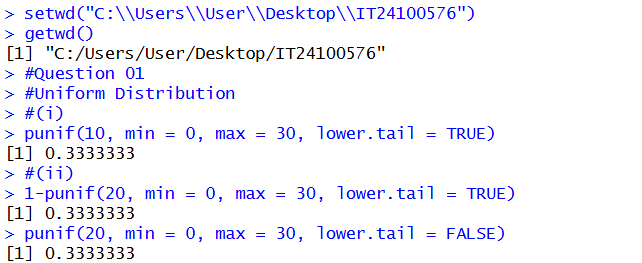 > setwd("C:\\Users\\User\\Desktop\\IT24100576")
> getwd()
[1] "C:/Users/User/Desktop/IT24100576"
> #Question 01
> #Uniform Distribution
> #(i)
> punif(10, min = 0, max = 30, lower.tail = TRUE)
[1] 0.3333333
> #(ii)
> 1-punif(20, min = 0, max = 30, lower.tail = TRUE)
[1] 0.3333333
> punif(20, min = 0, max = 30, lower.tail = FALSE)
[1] 0.3333333